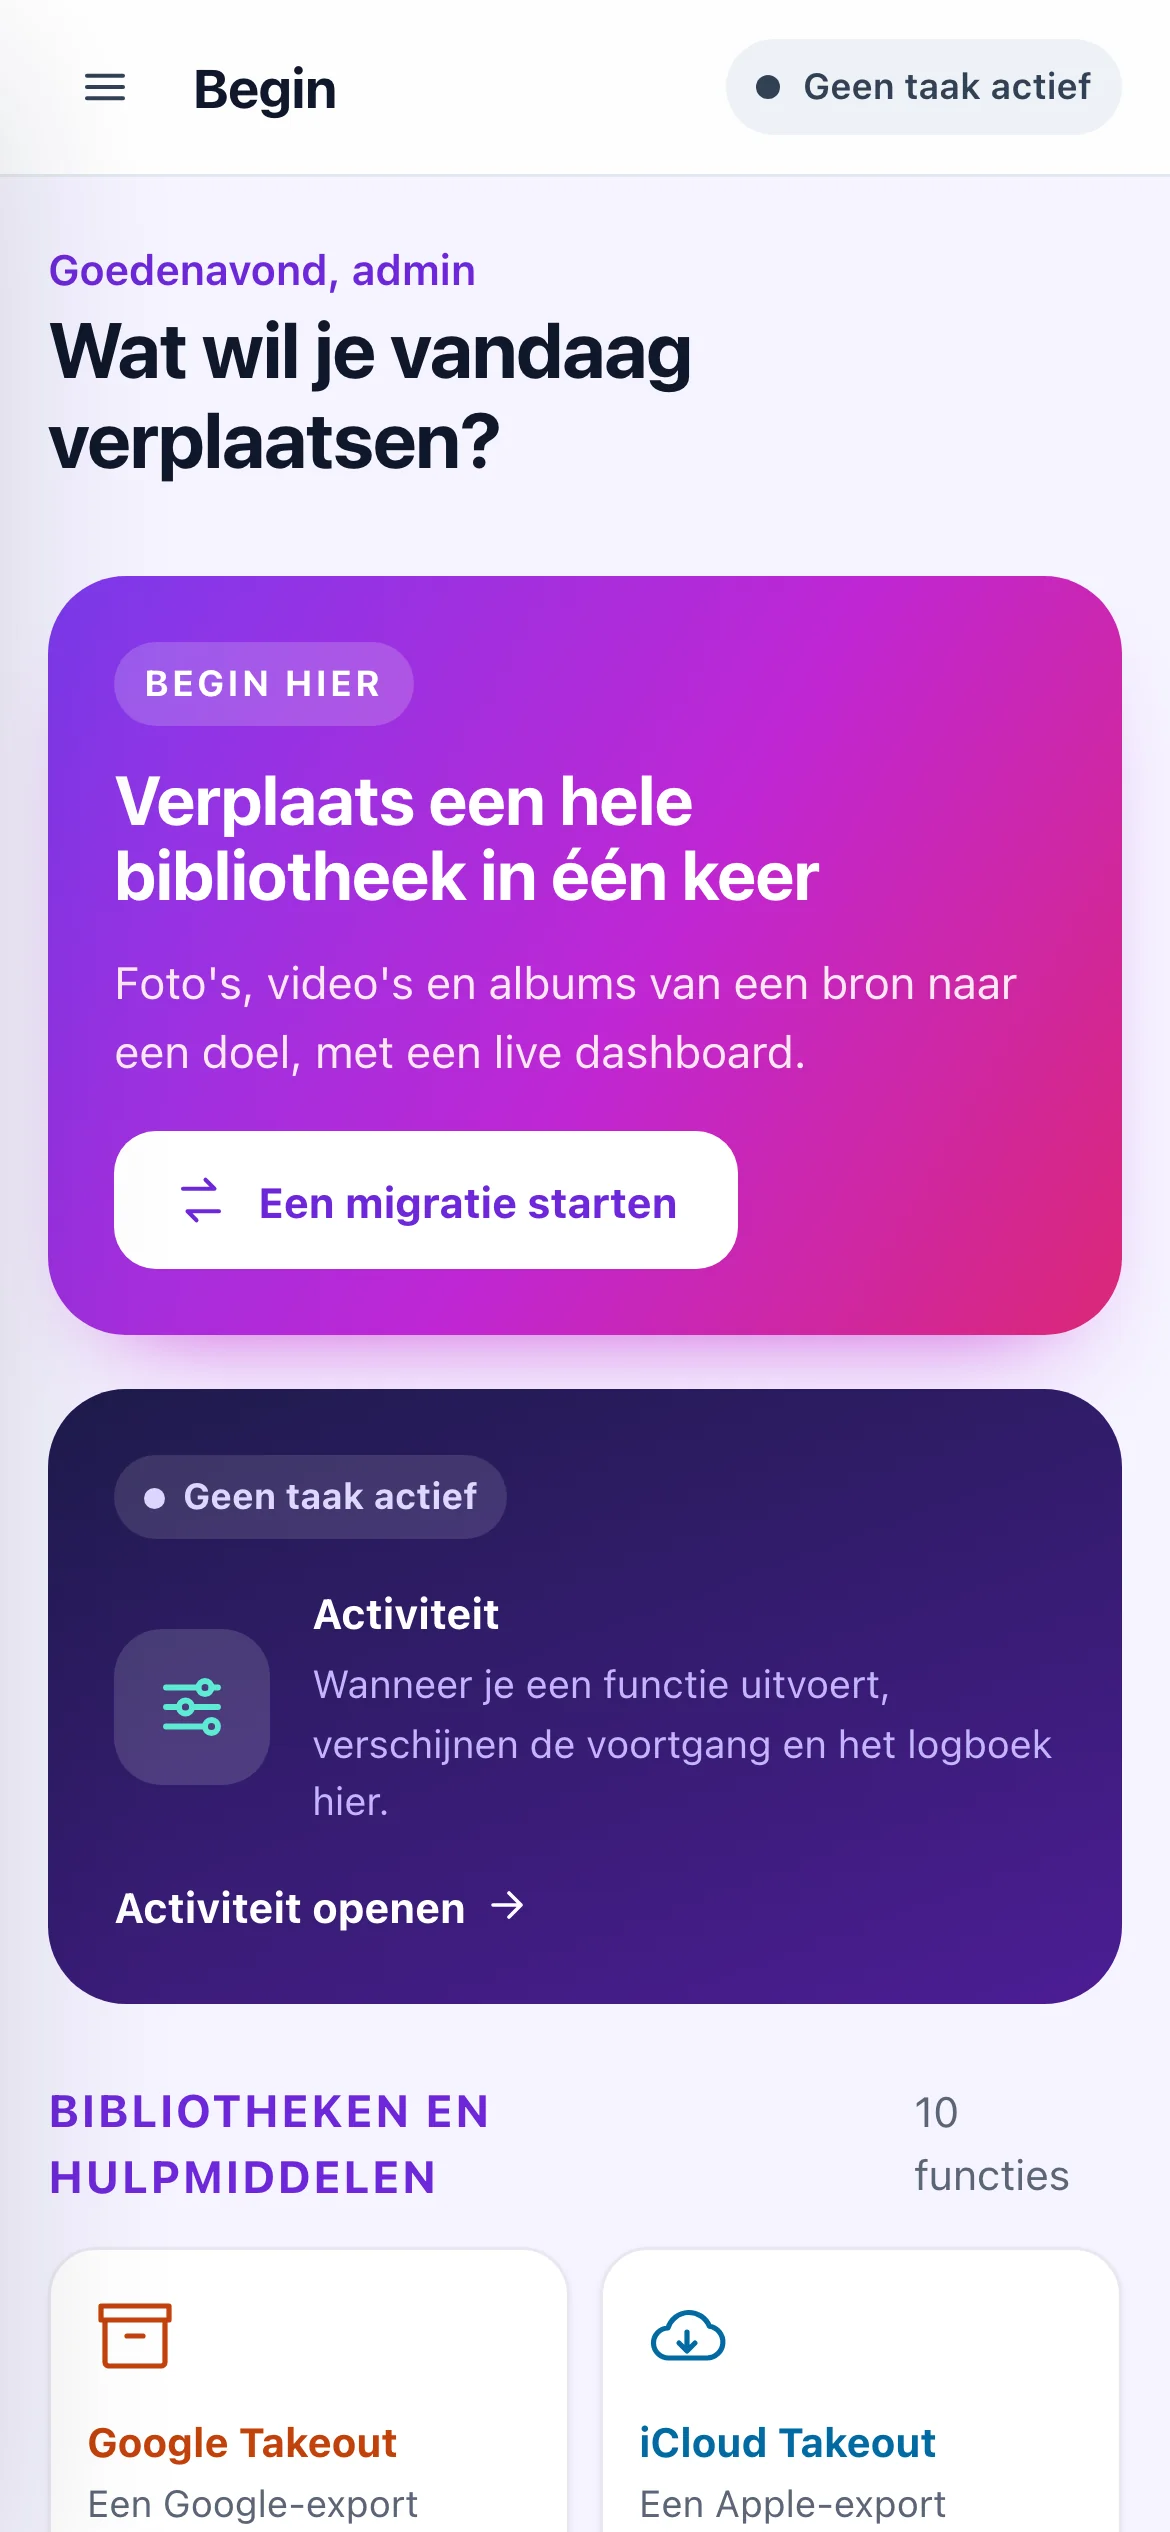 Begin
Geen taak actief
Goedenavond, admin
Wat wil je vandaag
verplaatsen?
BEGIN HIER
Verplaats een hele
bibliotheek in één keer
Foto's, video's en albums van een bron naar
een doel, met een live dashboard.
Een migratie starten
Geen taak actief
Activiteit
Wanneer je een functie uitvoert,
verschijnen de voortgang en het logboek
hier.
Activiteit openen
BIBLIOTHEKEN EN
HULPMIDDELEN
10
functies
Google Takeout
Een Google-export
iCloud Takeout
Een Apple-export